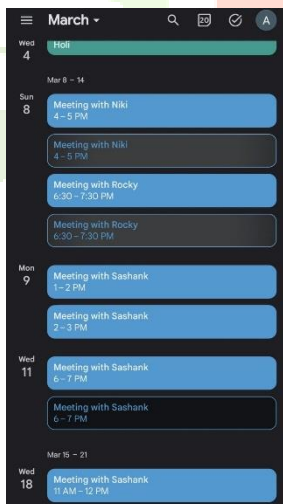 March
20
A
Wed
4
Holi
Mar 8 – 14
Sun
8
Meeting with Niki
4 – 5 PM
Meeting with Niki
4 – 5 PM
Meeting with Rocky
6:30 – 7:30 PM
Meeting with Rocky
6:30 – 7:30 PM
Mon
9
Meeting with Sashank
1 – 2 PM
Meeting with Sashank
2 – 3 PM
Wed
11
Meeting with Sashank
6 – 7 PM
Meeting with Sashank
6 – 7 PM
Mar 15 – 21
Wed
18
Meeting with Sashank
11 AM – 12 PM